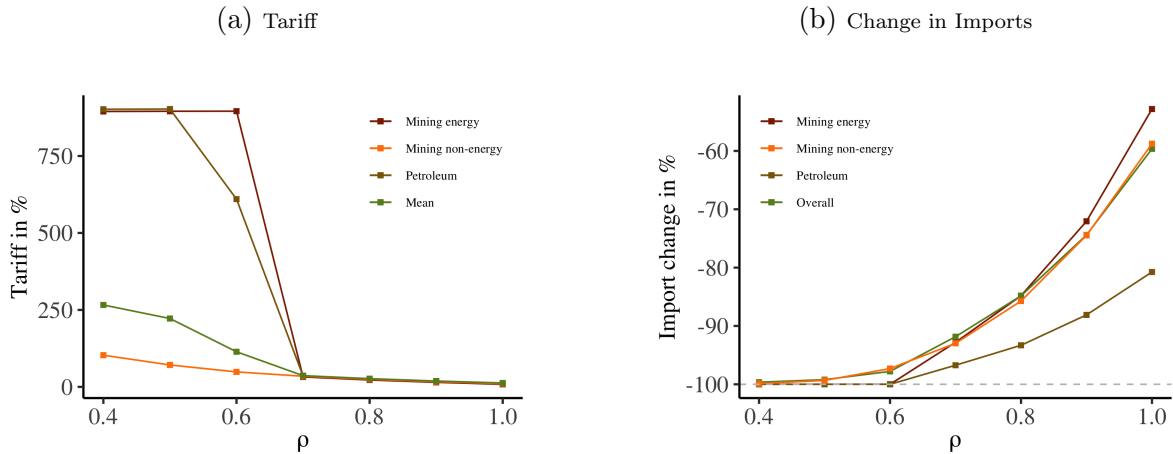 (a) Tariff
Tariff in %
750
500
250
0
0.4 0.6 0.8 1.0
ρ
Mining energy
Mining non-energy
Petroleum
Mean
(b) Change in Imports
Import change in %
-60
-70
-80
-90
-100
0.4 0.6 0.8 1.0
ρ
Mining energy
Mining non-energy
Petroleum
Overall